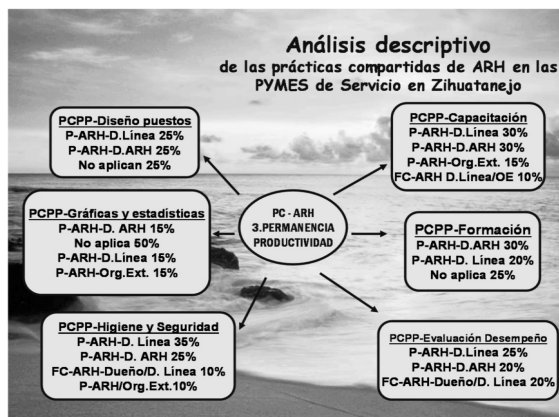 Análisis descriptivo
de las prácticas compartidas de ARH en las
PYMES de Servicio en Zihuatanejo
PCPP-Diseño puestos
P-ARH-D.Línea 25%
P-ARH-D.ARH 25%
No aplican 25%
PCPP-Capacitación
P-ARH-D.Línea 30%
P-ARH-D.ARH 30%
P-ARH-Org.Ext. 15%
FC-ARH D.Línea/OE 10%
PCPP-Gráficas y estadísticas
P-ARH-D. ARH 15%
No aplica 50%
P-ARH-D.Línea 15%
P-ARH-Org.Ext. 15%
PC - ARH
3.PERMANENCIA
PRODUCTIVIDAD
PCPP-Formación
P-ARH-D.ARH 30%
P-ARH-D. Línea 20%
No aplica 25%
PCPP-Higiene y Seguridad
P-ARH-D. Línea 35%
P-ARH-D. ARH 25%
FC-ARH-Dueño/D. Línea 10%
P-ARH/Org.Ext.10%
PCPP-Evaluación Desempeño
P-ARH-D.Línea 25%
P-ARH-D.ARH 20%
FC-ARH-Dueño/D. Línea 20%